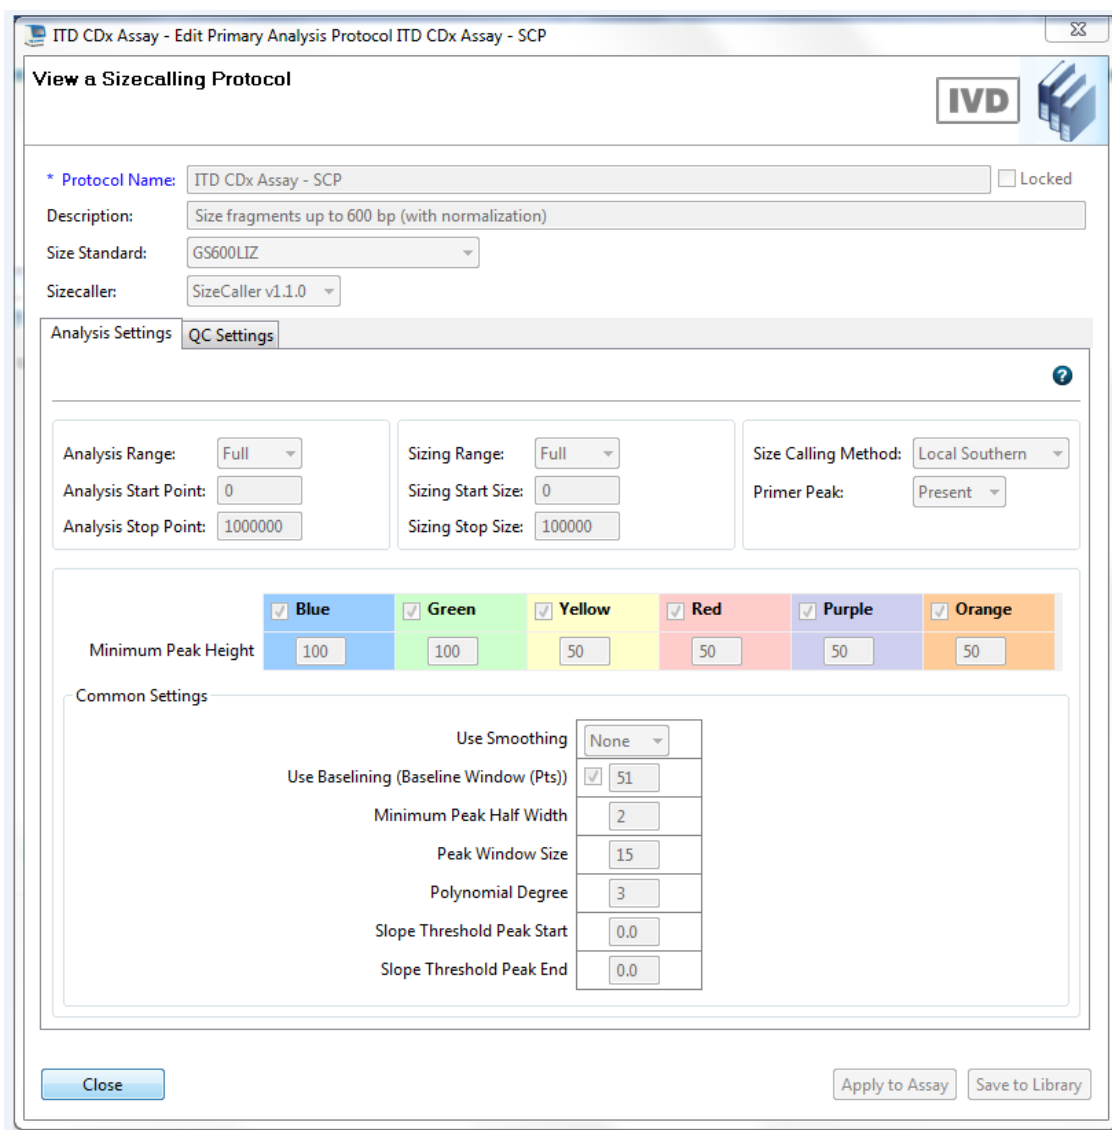 ITD CDx Assay - Edit Primary Analysis Protocol ITD CDx Assay - SCP
View a Sizecalling Protocol
IVD
* Protocol Name: ITD CDx Assay - SCP Locked
Description: Size fragments up to 600 bp (with normalization)
Size Standard: GS600LIZ
Sizecaller: SizeCaller v1.1.0
Analysis Settings QC Settings
?
Analysis Range: Full Sizing Range: Full Size Calling Method: Local Southern
Analysis Start Point: 0 Sizing Start Size: 0 Primer Peak: Present
Analysis Stop Point: 1000000 Sizing Stop Size: 100000
Blue Green Yellow Red Purple Orange
Minimum Peak Height 100 100 50 50 50 50
Common Settings
Use Smoothing None
Use Baselining (Baseline Window (Pts)) 51
Minimum Peak Half Width 2
Peak Window Size 15
Polynomial Degree 3
Slope Threshold Peak Start 0.0
Slope Threshold Peak End 0.0
Close Apply to Assay Save to Library